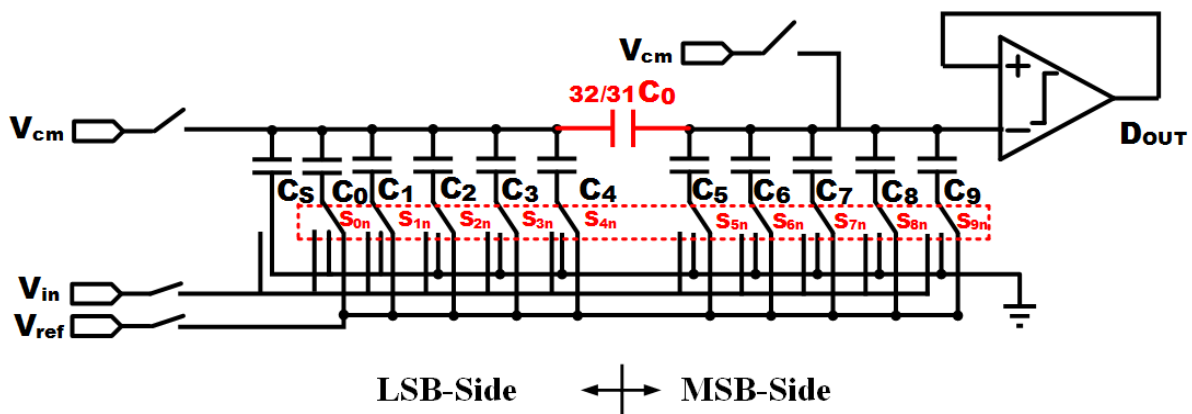 Vcm
32/31C0
Vcm
+
−
DOUT
CS C0 C1 C2 C3 C4 C5 C6 C7 C8 C9
S0n S1n S2n S3n S4n S5n S6n S7n S8n S9n
Vin
Vref
LSB-Side MSB-Side